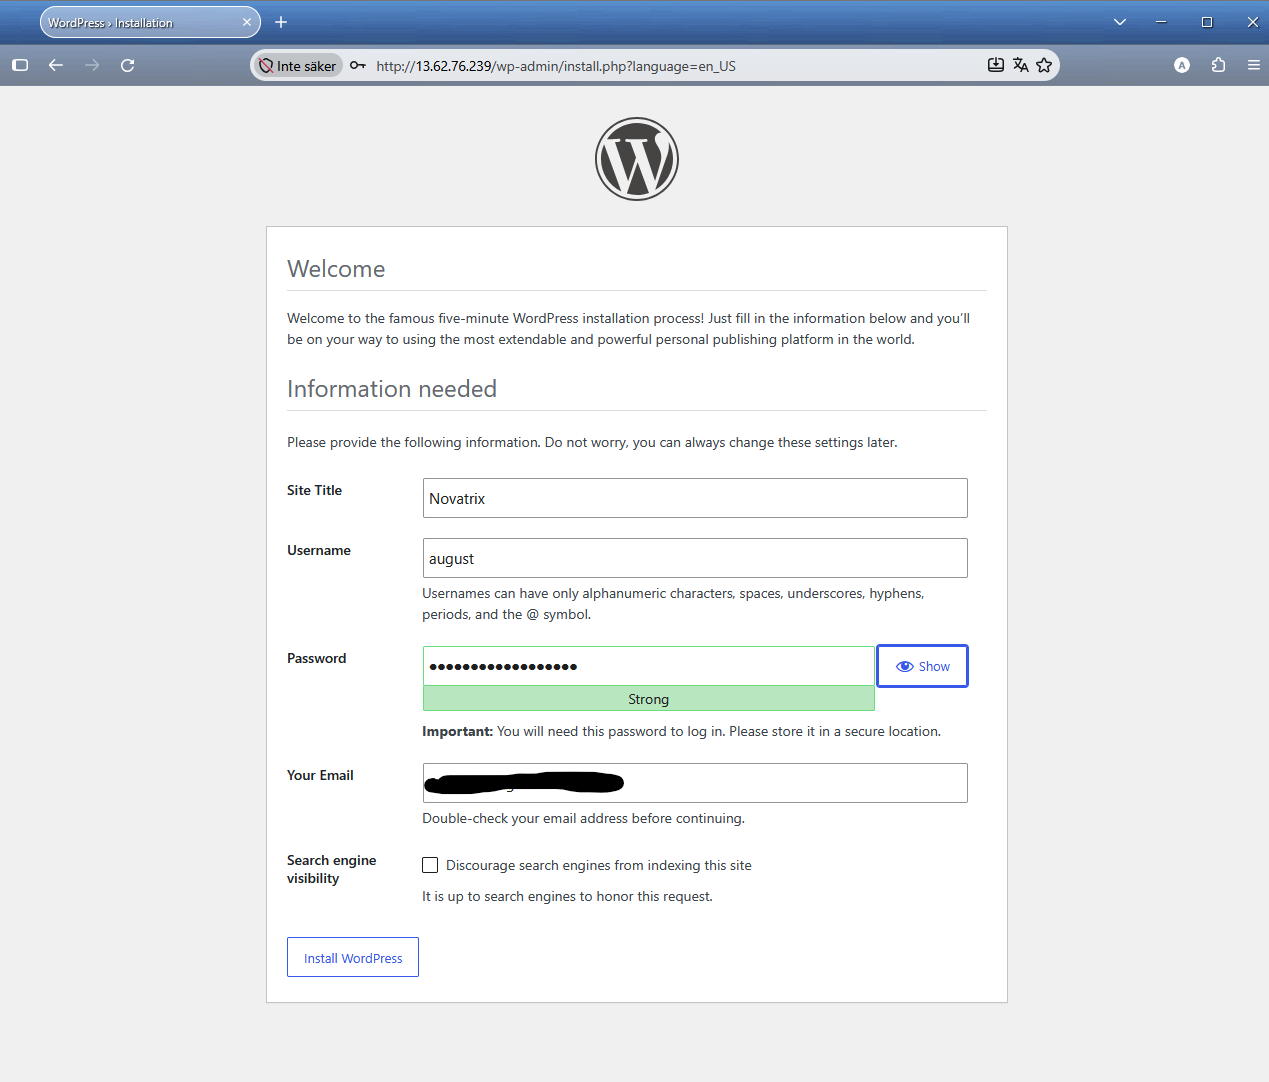 WordPress › Installation
Inte säker
http://13.62.76.239/wp-admin/install.php?language=en_US
A
Welcome
Welcome to the famous five-minute WordPress installation process! Just fill in the information below and you’ll
be on your way to using the most extendable and powerful personal publishing platform in the world.
Information needed
Please provide the following information. Do not worry, you can always change these settings later.
Site Title
Novatrix
Username
august
Usernames can have only alphanumeric characters, spaces, underscores, hyphens,
periods, and the @ symbol.
Password
••••••••••••••••••
Show
Strong
Important: You will need this password to log in. Please store it in a secure location.
Your Email
Double-check your email address before continuing.
Search engine
visibility
Discourage search engines from indexing this site
It is up to search engines to honor this request.
Install WordPress